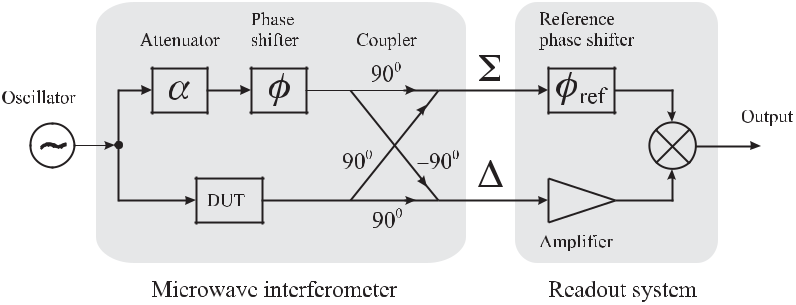 Phase
shifter
Attenuator
Coupler
Reference
phase shifter
Oscillator
α
ϕ
90⁰
Σ
ϕref
Output
90⁰
–90⁰
DUT
90⁰
Δ
Amplifier
Microwave interferometer
Readout system